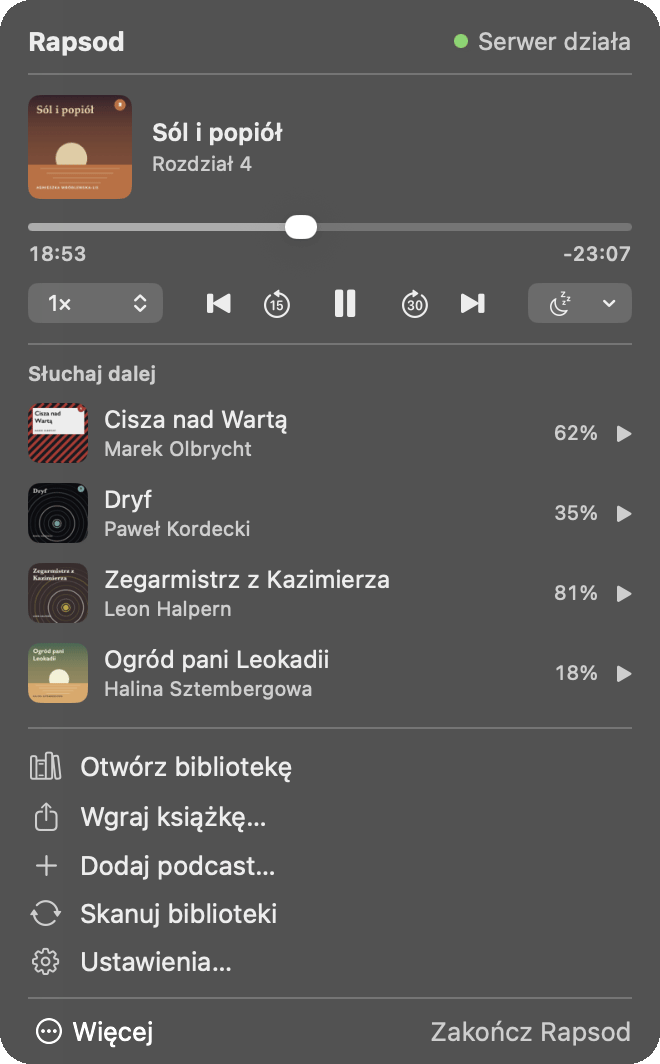 Rapsod
Serwer działa
Sól i popiół
Sól i popiół
Rozdział 4
18:53
-23:07
1×
15
30
Słuchaj dalej
Cisza nad
Wartą
Cisza nad Wartą
Marek Olbrycht
62%
Dryf
Dryf
Paweł Kordecki
35%
Zegarmistrz z
Kazimierza
Zegarmistrz z Kazimierza
Leon Halpern
81%
Ogród pani
Leokadii
Ogród pani Leokadii
Halina Sztembergowa
18%
Otwórz bibliotekę
Wgraj książkę...
Dodaj podcast...
Skanuj biblioteki
Ustawienia...
Więcej
Zakończ Rapsod